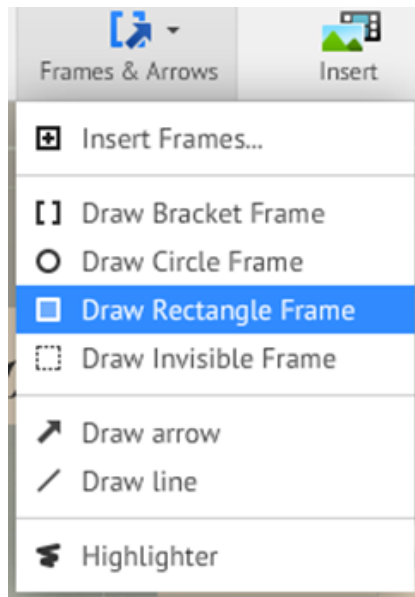 Frames & Arrows Insert
Insert Frames...
Draw Bracket Frame
Draw Circle Frame
Draw Rectangle Frame
Draw Invisible Frame
Draw arrow
Draw line
Highlighter